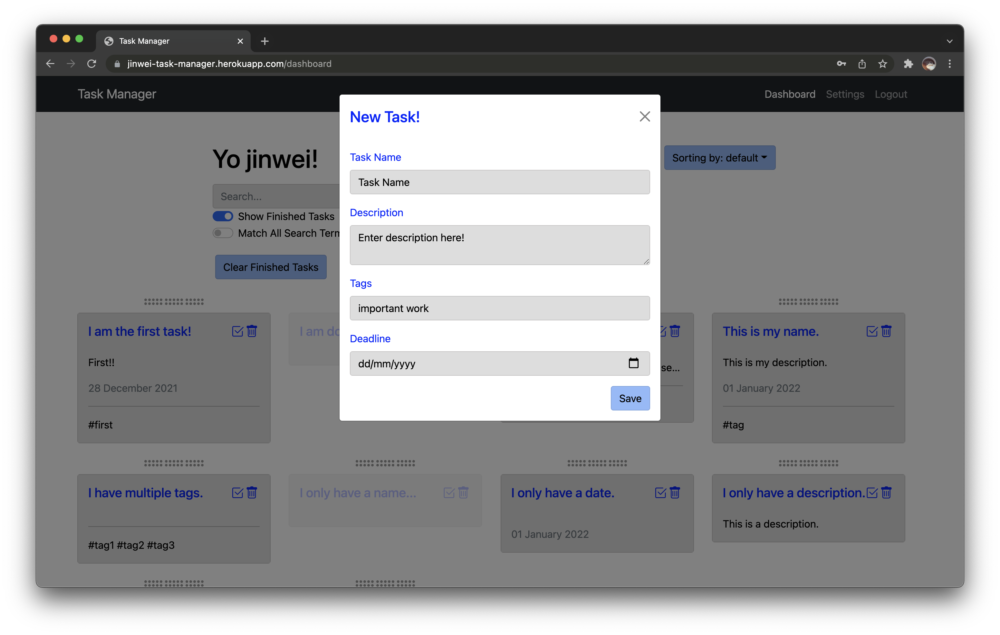 Task Manager
jinwei-task-manager.herokuapp.com/dashboard
Task Manager
Dashboard Settings Logout
New Task!
Task Name
Task Name
Description
Enter description here!
Tags
important work
Deadline
dd/mm/yyyy
Save
Yo jinwei!
Sorting by: default
Search...
Show Finished Tasks
Match All Search Term
Clear Finished Tasks
I am the first task!
First!!
28 December 2021
#first
I am do
se...
This is my name.
This is my description.
01 January 2022
#tag
I have multiple tags.
#tag1 #tag2 #tag3
I only have a name...
I only have a date.
01 January 2022
I only have a description.
This is a description.